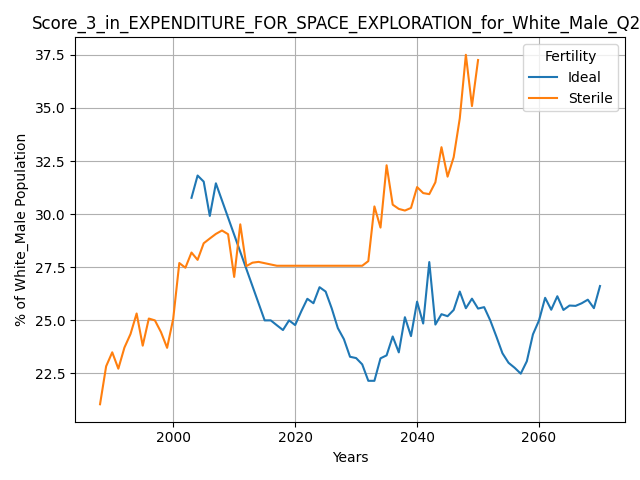 Score_3_in_EXPENDITURE_FOR_SPACE_EXPLORATION_for_White_Male_Q2
Fertility
Ideal
Sterile
37.5
35.0
32.5
30.0
27.5
25.0
22.5
% of White_Male Population
2000
2020
2040
2060
Years